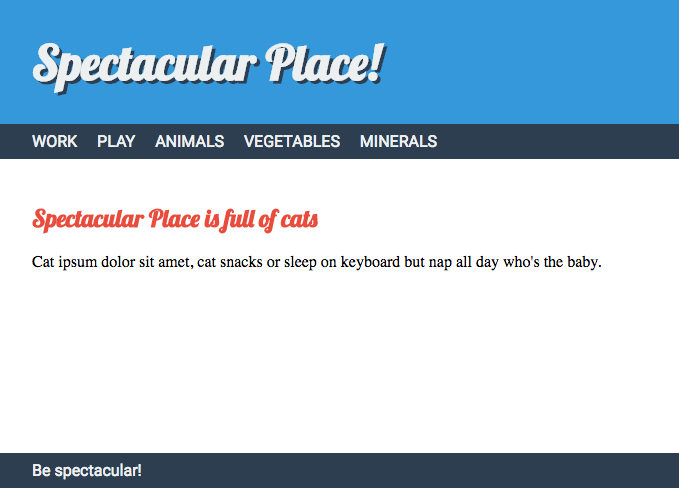 Spectacular Place!
WORK PLAY ANIMALS VEGETABLES MINERALS
Spectacular Place is full of cats
Cat ipsum dolor sit amet, cat snacks or sleep on keyboard but nap all day who's the baby.
Be spectacular!